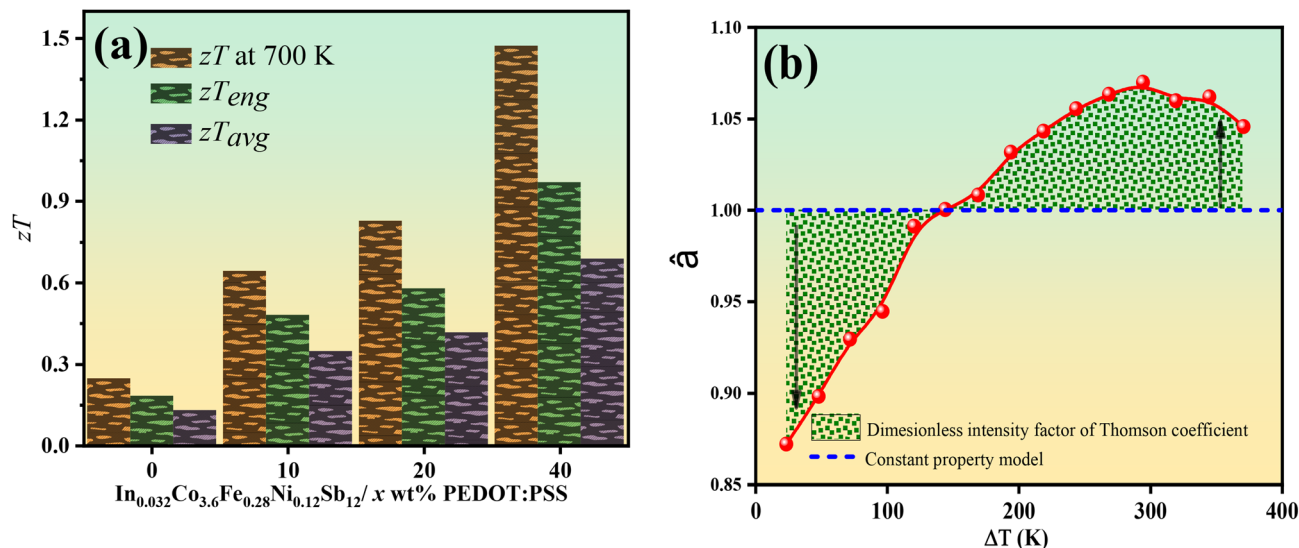 (a)
zT at 700 K
zT_eng
zT_avg
1.5
1.2
0.9
0.6
0.3
0.0
zT
0
10
20
40
In₀.₀₃₂Co₃.₆Fe₀.₂₈Ni₀.₁₂Sb₁₂/ x wt% PEDOT:PSS
(b)
1.10
1.05
1.00
0.95
0.90
0.85
â
Dimesionless intensity factor of Thomson coefficient
Constant property model
0
100
200
300
400
ΔT (K)